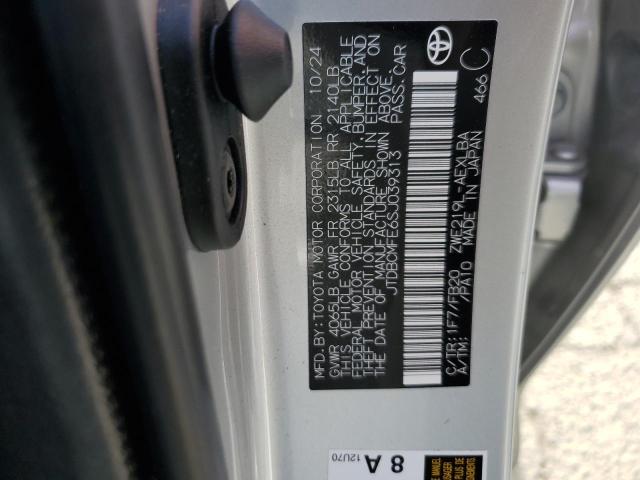 MFD. BY: TOYOTA MOTOR CORPORATION 10/24
GVWR 4065LB GAWR FR 2315LB RR 2140LB
THIS VEHICLE CONFORMS TO ALL APPLICABLE
FEDERAL MOTOR VEHICLE SAFETY, BUMPER, AND
THEFT PREVENTION STANDARDS IN EFFECT ON
THE DATE OF MANUFACTURE SHOWN ABOVE.
JTDBCMFE6SJ039313 PASS. CAR
C/TR: 1F7/FB20 ZWE219L-AEXLBA
A/TM: /PA10 MADE IN JAPAN
466 C
8 A
12U70